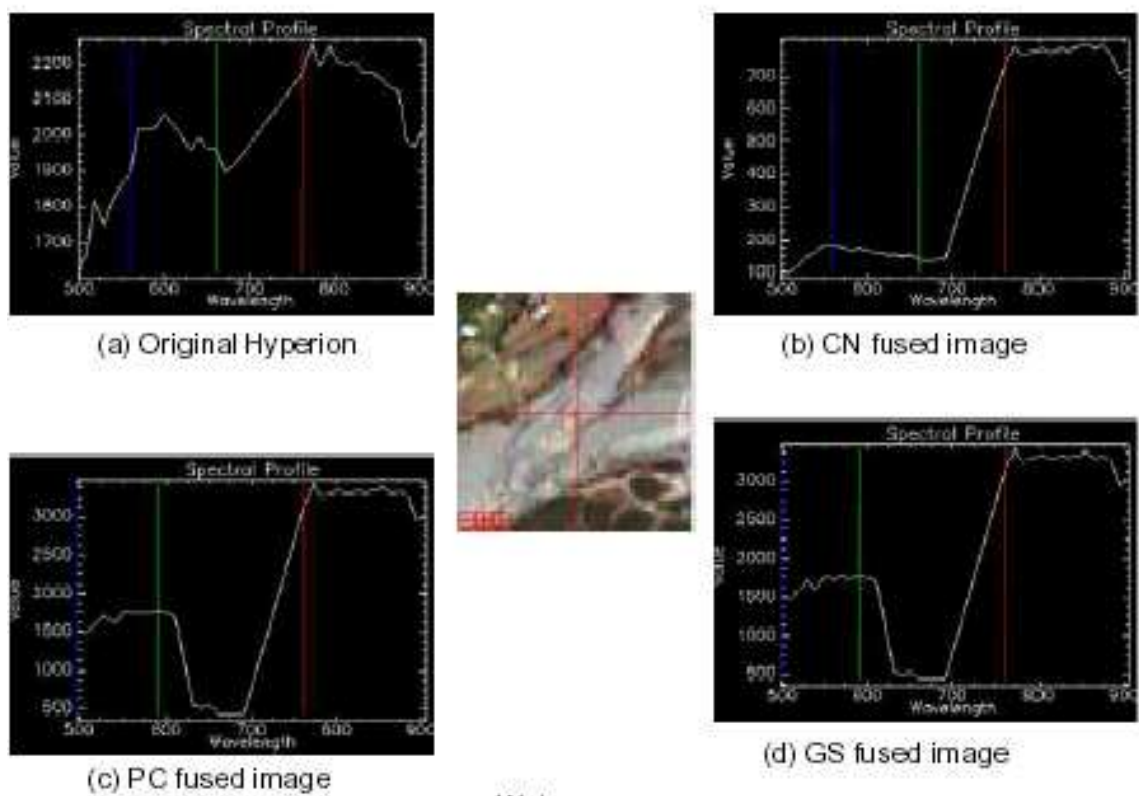 Spectral Profile
2200
2100
2000
1900
1800
1700
Value
500 600 700 800 900
Wavelength
(a) Original Hyperion
Spectral Profile
700
600
500
400
300
200
100
Value
500 600 700 800 900
Wavelength
(b) CN fused image
Spectral Profile
3000
2500
2000
1500
1000
500
Value
500 600 700 800 900
Wavelength
(c) PC fused image
Spectral Profile
3000
2500
2000
1500
1000
500
Value
500 600 700 800 900
Wavelength
(d) GS fused image